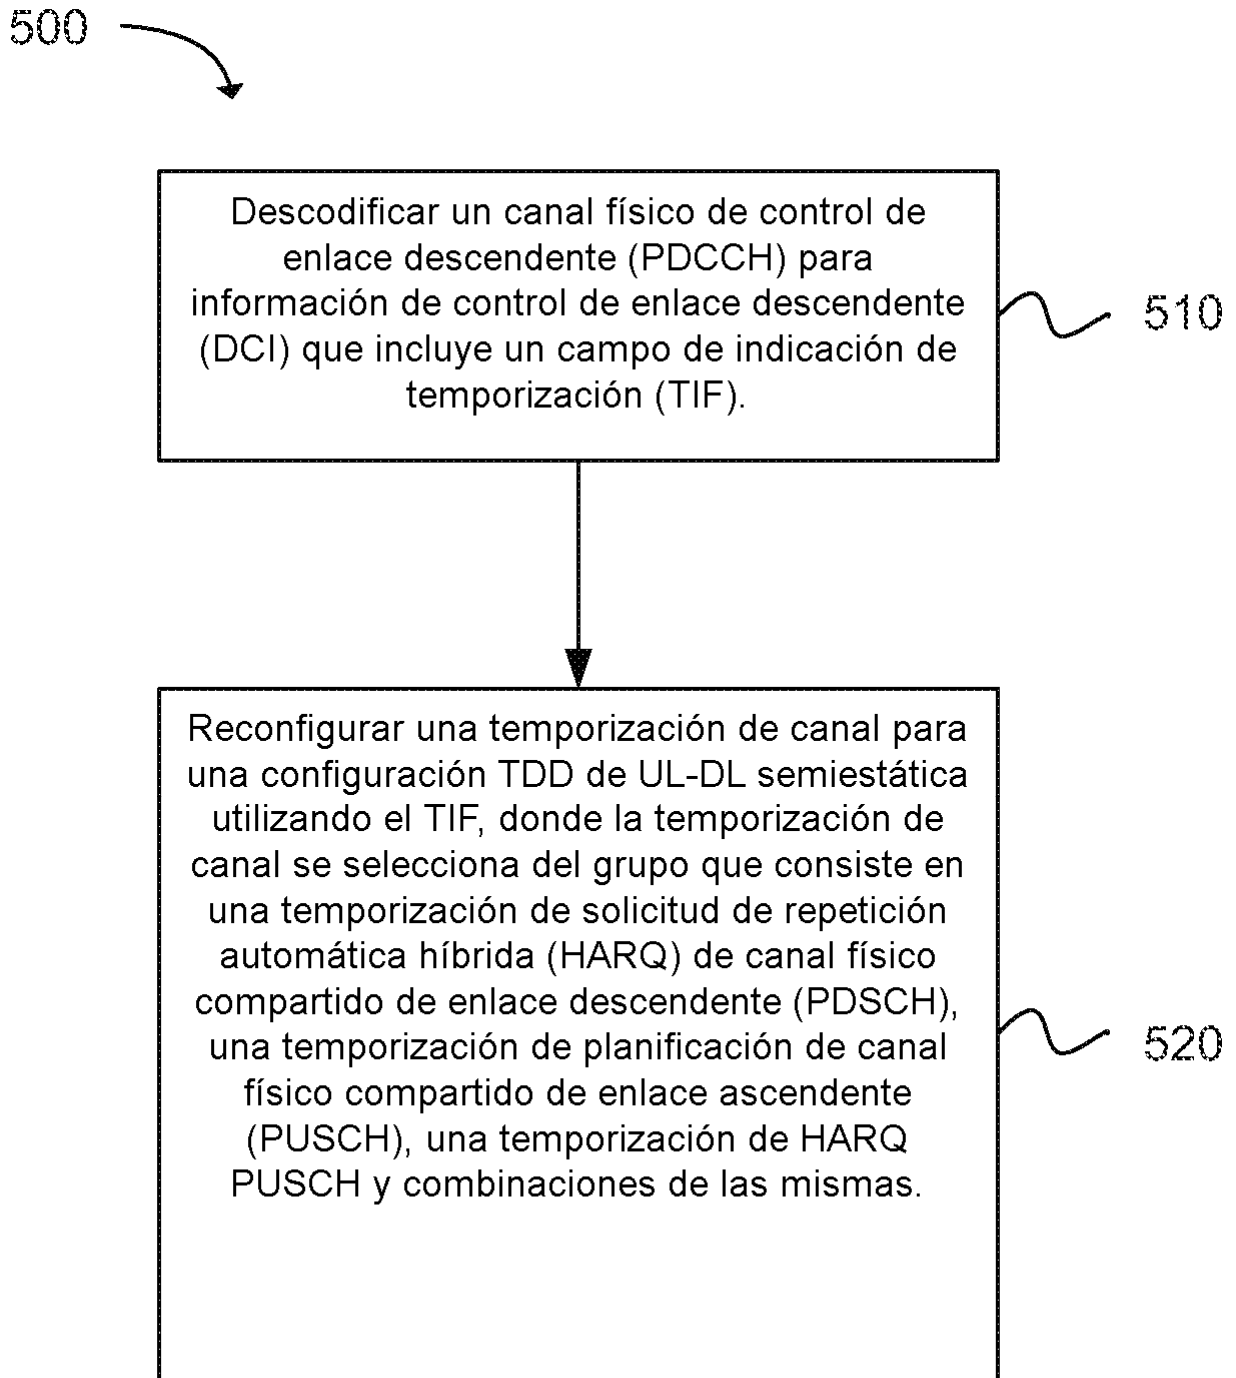 500
Descodificar un canal físico de control de
enlace descendente (PDCCH) para
información de control de enlace descendente
(DCI) que incluye un campo de indicación de
temporización (TIF).
510
Reconfigurar una temporización de canal para
una configuración TDD de UL-DL semiestática
utilizando el TIF, donde la temporización de
canal se selecciona del grupo que consiste en
una temporización de solicitud de repetición
automática híbrida (HARQ) de canal físico
compartido de enlace descendente (PDSCH),
una temporización de planificación de canal
físico compartido de enlace ascendente
(PUSCH), una temporización de HARQ
PUSCH y combinaciones de las mismas.
520